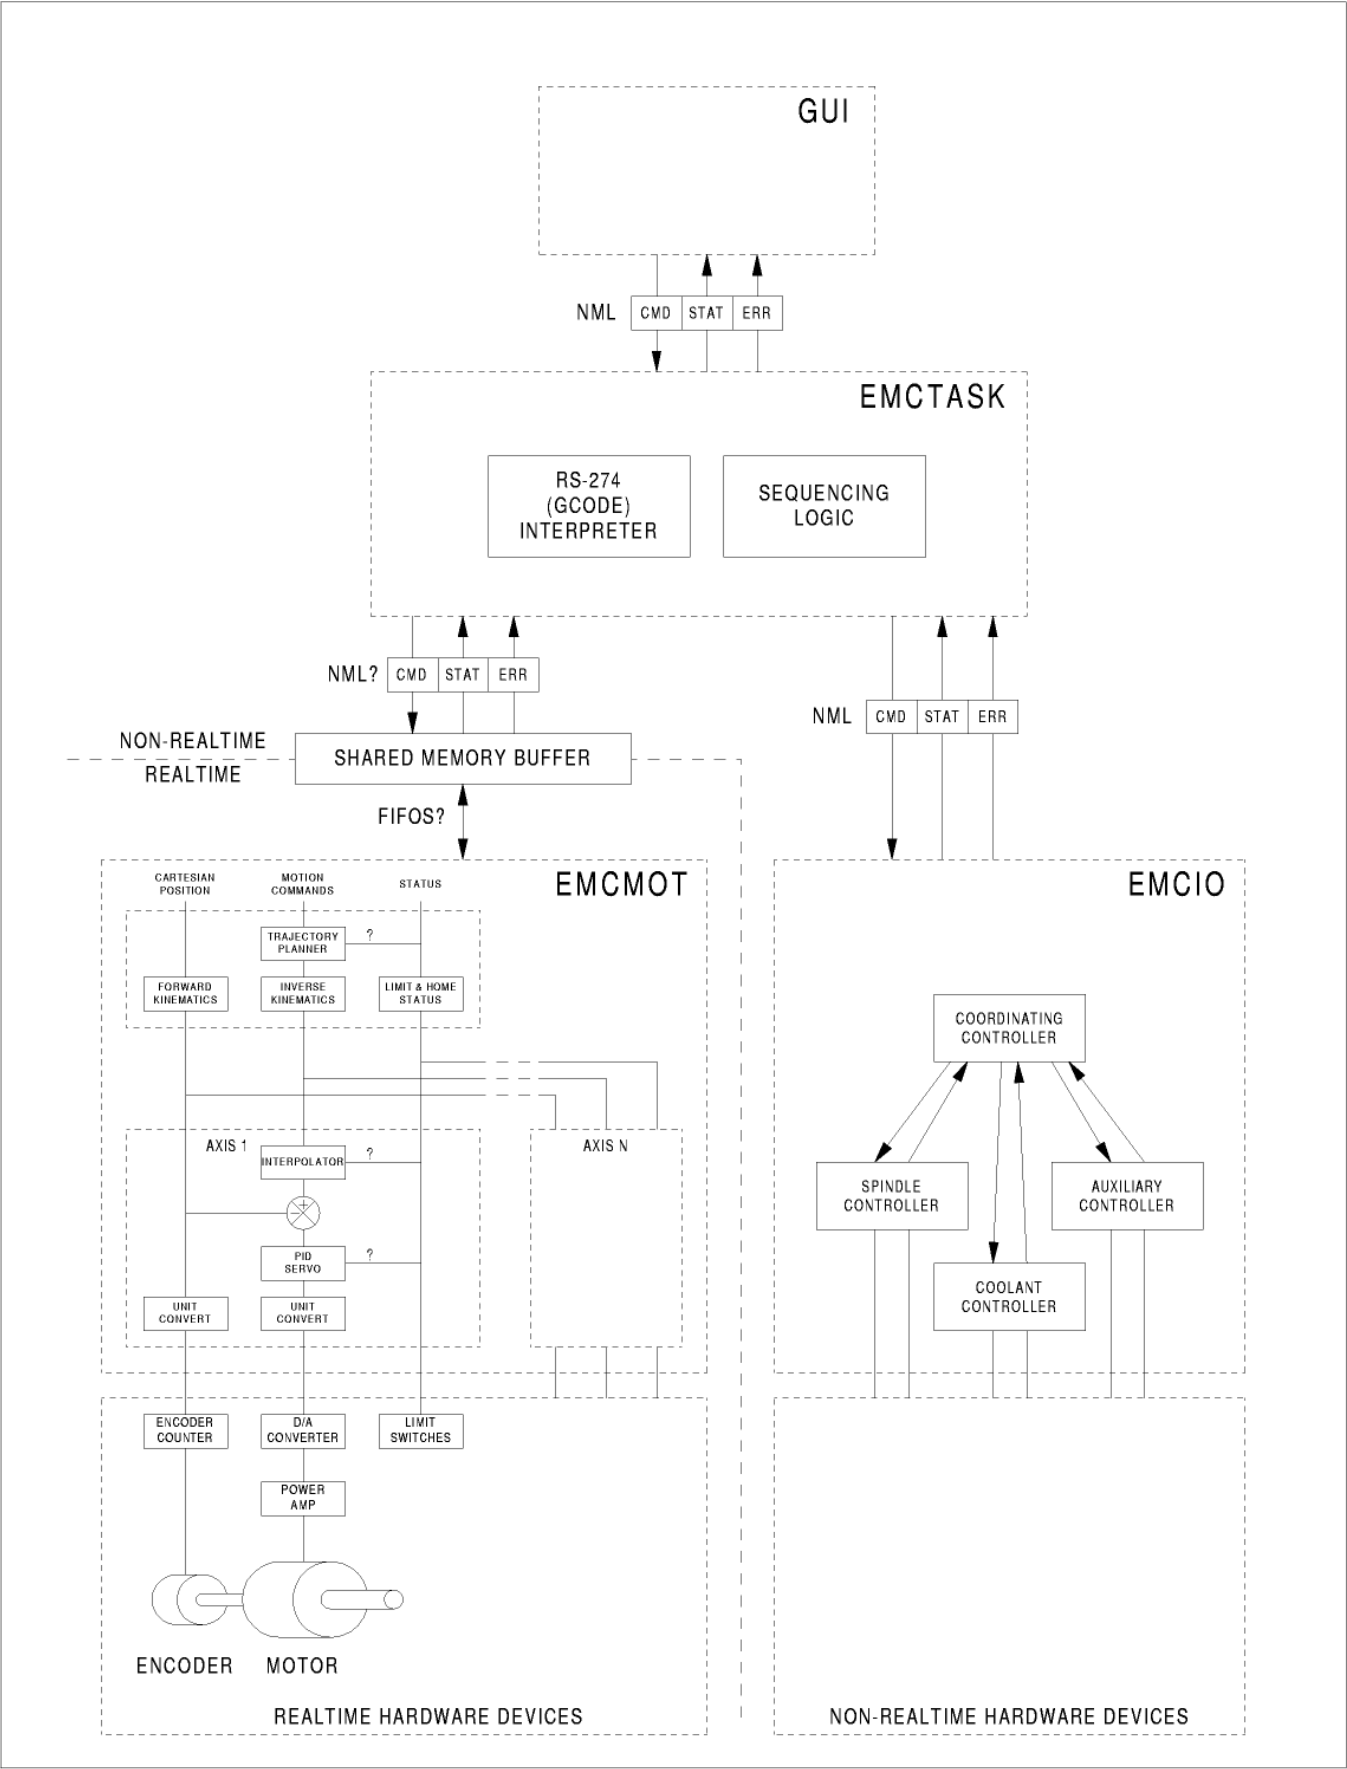 GUI
NML
CMD
STAT
ERR
EMCTASK
RS-274
(GCODE)
INTERPRETER
SEQUENCING
LOGIC
NML?
CMD
STAT
ERR
NML
CMD
STAT
ERR
NON-REALTIME
REALTIME
SHARED MEMORY BUFFER
FIFOS?
EMCMOT
CARTESIAN
POSITION
MOTION
COMMANDS
STATUS
TRAJECTORY
PLANNER
?
FORWARD
KINEMATICS
INVERSE
KINEMATICS
LIMIT & HOME
STATUS
AXIS 1
INTERPOLATOR
?
+
−
PID
SERVO
?
UNIT
CONVERT
UNIT
CONVERT
AXIS N
EMCIO
COORDINATING
CONTROLLER
SPINDLE
CONTROLLER
AUXILIARY
CONTROLLER
COOLANT
CONTROLLER
ENCODER
COUNTER
D/A
CONVERTER
LIMIT
SWITCHES
POWER
AMP
ENCODER
MOTOR
REALTIME HARDWARE DEVICES
NON-REALTIME HARDWARE DEVICES